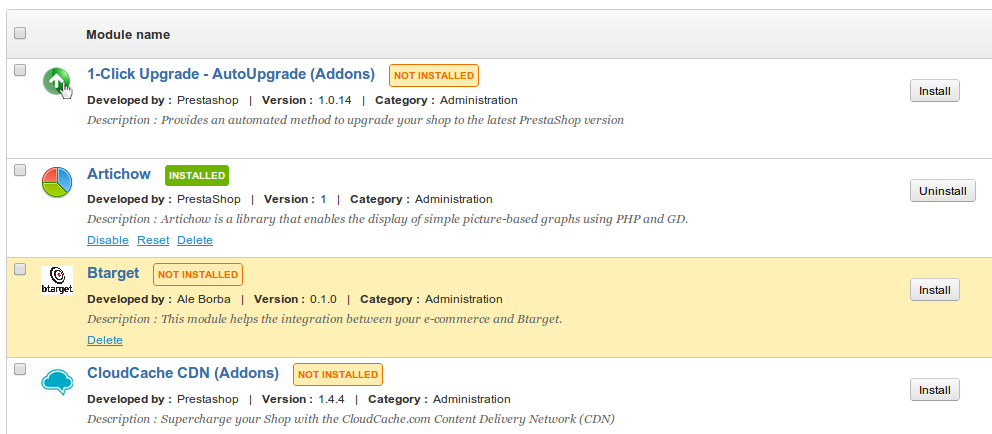 Module name
1-Click Upgrade - AutoUpgrade (Addons) NOT INSTALLED
Developed by : Prestashop | Version : 1.0.14 | Category : Administration
Install
Description : Provides an automated method to upgrade your shop to the latest PrestaShop version
Artichow INSTALLED
Developed by : PrestaShop | Version : 1 | Category : Administration
Uninstall
Description : Artichow is a library that enables the display of simple picture-based graphs using PHP and GD.
Disable Reset Delete
Btarget NOT INSTALLED
btarget.
Developed by : Ale Borba | Version : 0.1.0 | Category : Administration
Install
Description : This module helps the integration between your e-commerce and Btarget.
Delete
CloudCache CDN (Addons) NOT INSTALLED
Developed by : Prestashop | Version : 1.4.4 | Category : Administration
Install
Description : Supercharge your Shop with the CloudCache.com Content Delivery Network (CDN)